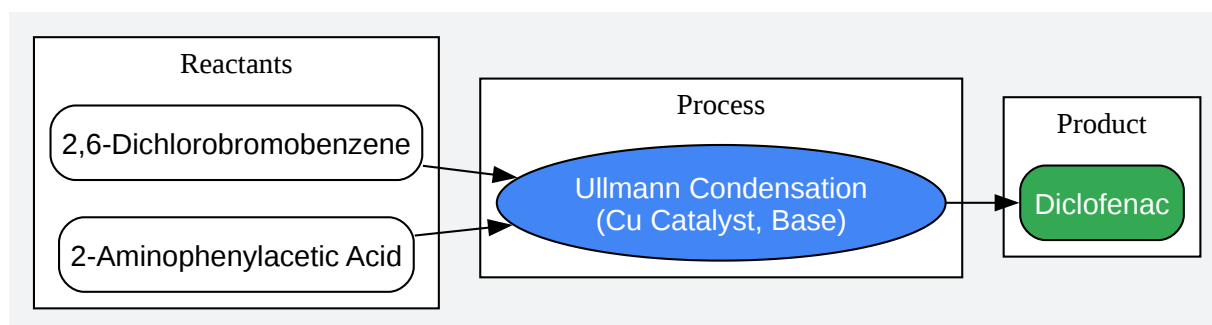 Reactants
2,6-Dichlorobromobenzene
2-Aminophenylacetic Acid
Process
Ullmann Condensation
(Cu Catalyst, Base)
Product
Diclofenac